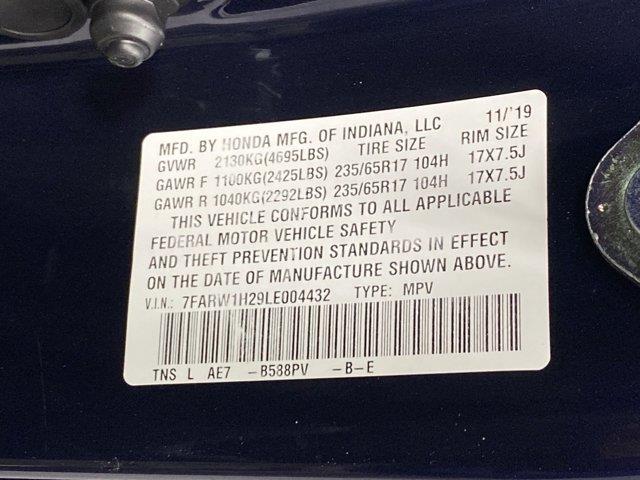 MFD. BY HONDA MFG. OF INDIANA, LLC 11/'19
GVWR 2130KG(4695LBS) TIRE SIZE RIM SIZE
GAWR F 1100KG(2425LBS) 235/65R17 104H 17X7.5J
GAWR R 1040KG(2292LBS) 235/65R17 104H 17X7.5J
THIS VEHICLE CONFORMS TO ALL APPLICABLE
FEDERAL MOTOR VEHICLE SAFETY
AND THEFT PREVENTION STANDARDS IN EFFECT
ON THE DATE OF MANUFACTURE SHOWN ABOVE.
V.I.N.: 7FARW1H29LE004432 TYPE: MPV
TNS L AE7 -B588PV -B-E